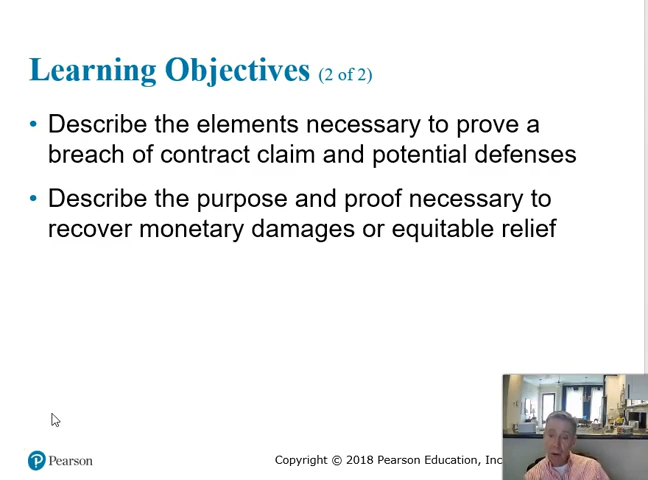 Learning Objectives (2 of 2)
• Describe the elements necessary to prove a
breach of contract claim and potential defenses
• Describe the purpose and proof necessary to
recover monetary damages or equitable relief
Pearson
Copyright © 2018 Pearson Education, Inc